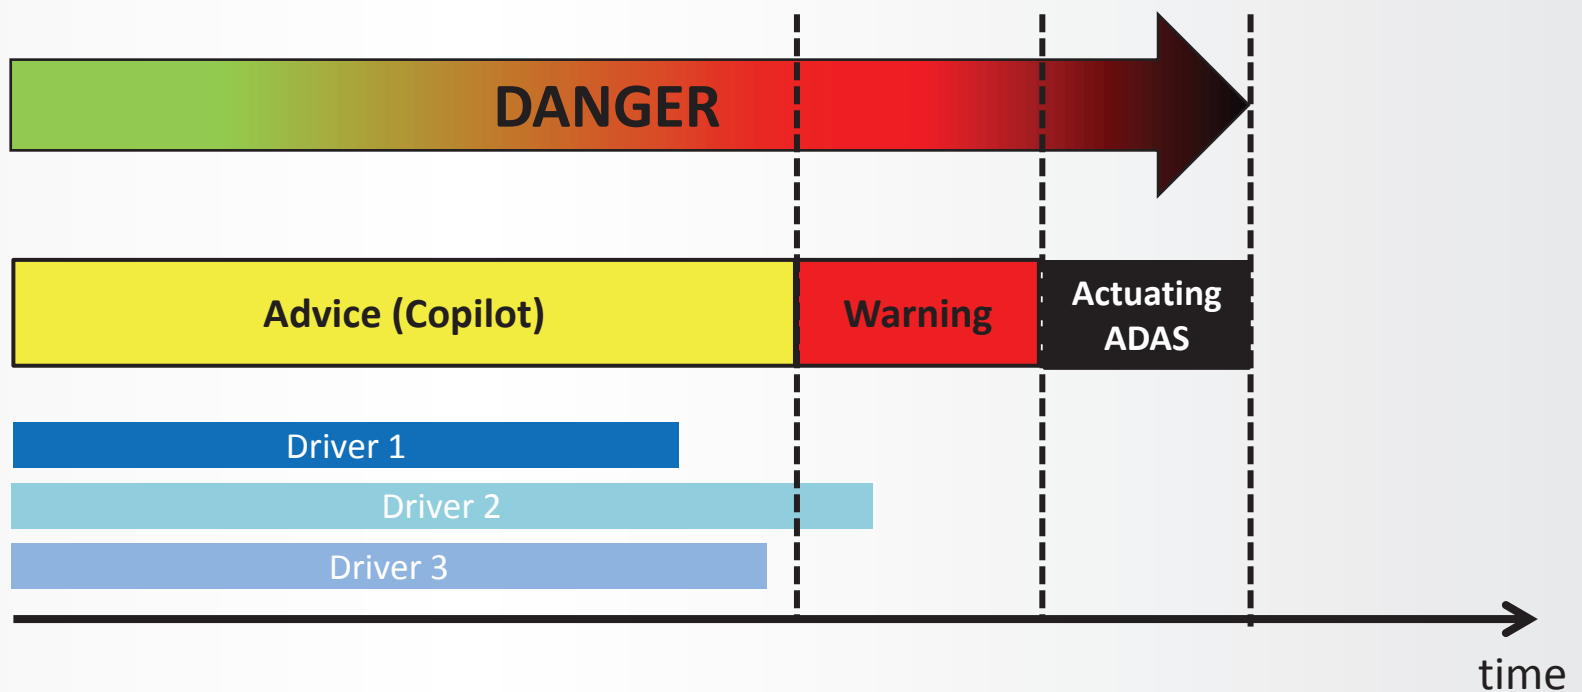 DANGER
Advice (Copilot)
Warning
Actuating
ADAS
Driver 1
Driver 2
Driver 3
time